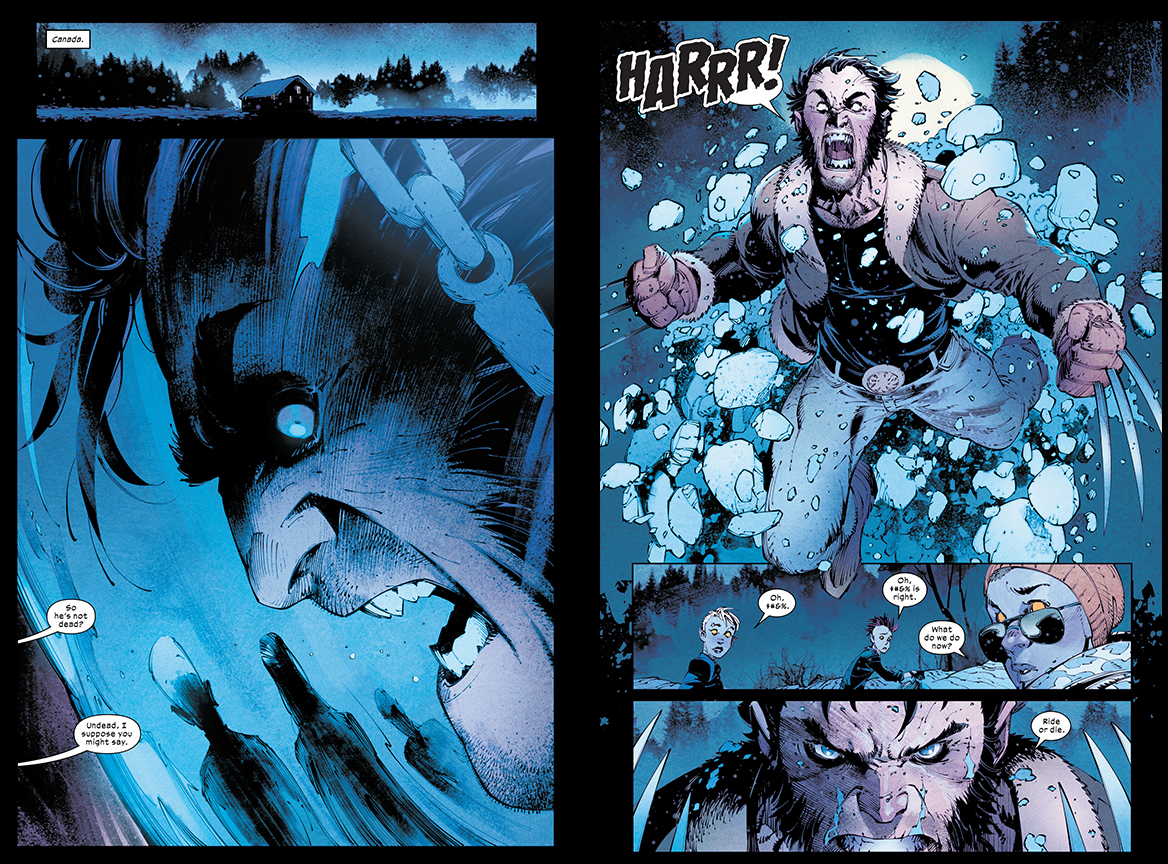 Canada.
So
he's not
dead?
Undead, I
suppose you
might say.
HARRR!
Oh,
$#&%.
Oh,
$#&% is
right.
What
do we do
now?
Ride
or die.